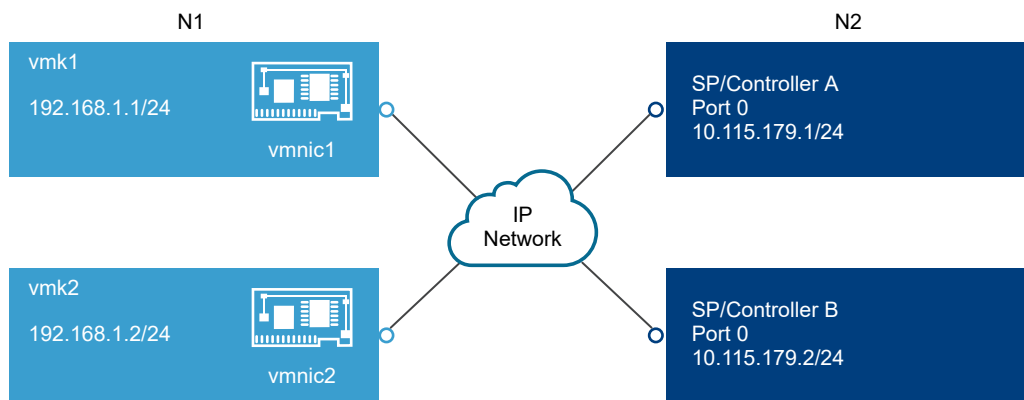 N1
N2
vmk1
192.168.1.1/24
vmnic1
SP/Controller A
Port 0
10.115.179.1/24
IP
Network
vmk2
192.168.1.2/24
vmnic2
SP/Controller B
Port 0
10.115.179.2/24